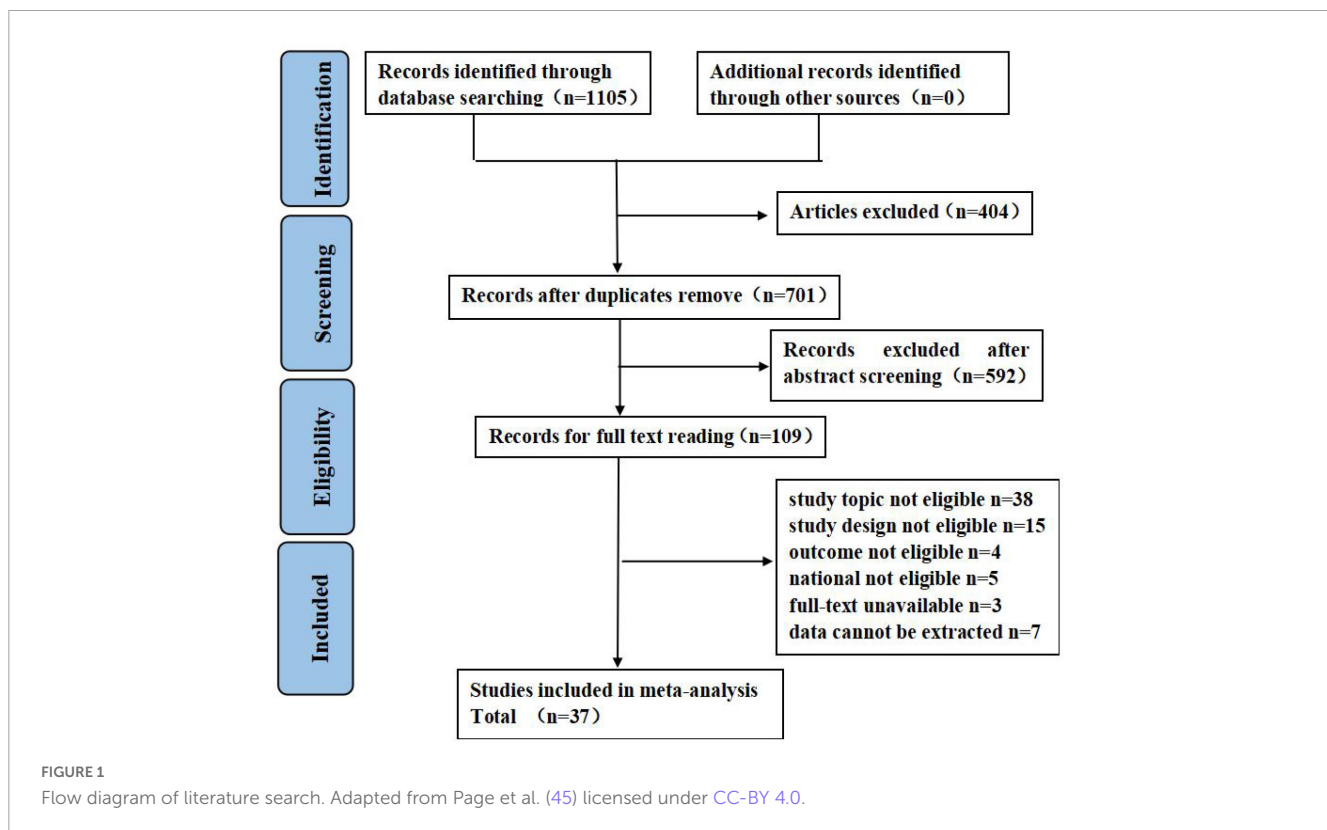 Identification
Records identified through
database searching（n=1105）
Additional records identified
through other sources（n=0）
Articles excluded（n=404）
Screening
Records after duplicates remove（n=701）
Records excluded after
abstract screening（n=592）
Eligibility
Records for full text reading（n=109）
study topic not eligible n=38
study design not eligible n=15
outcome not eligible n=4
national not eligible n=5
full-text unavailable n=3
data cannot be extracted n=7
Included
Studies included in meta-analysis
Total （n=37）
FIGURE 1
Flow diagram of literature search. Adapted from Page et al. (45) licensed under CC-BY 4.0.